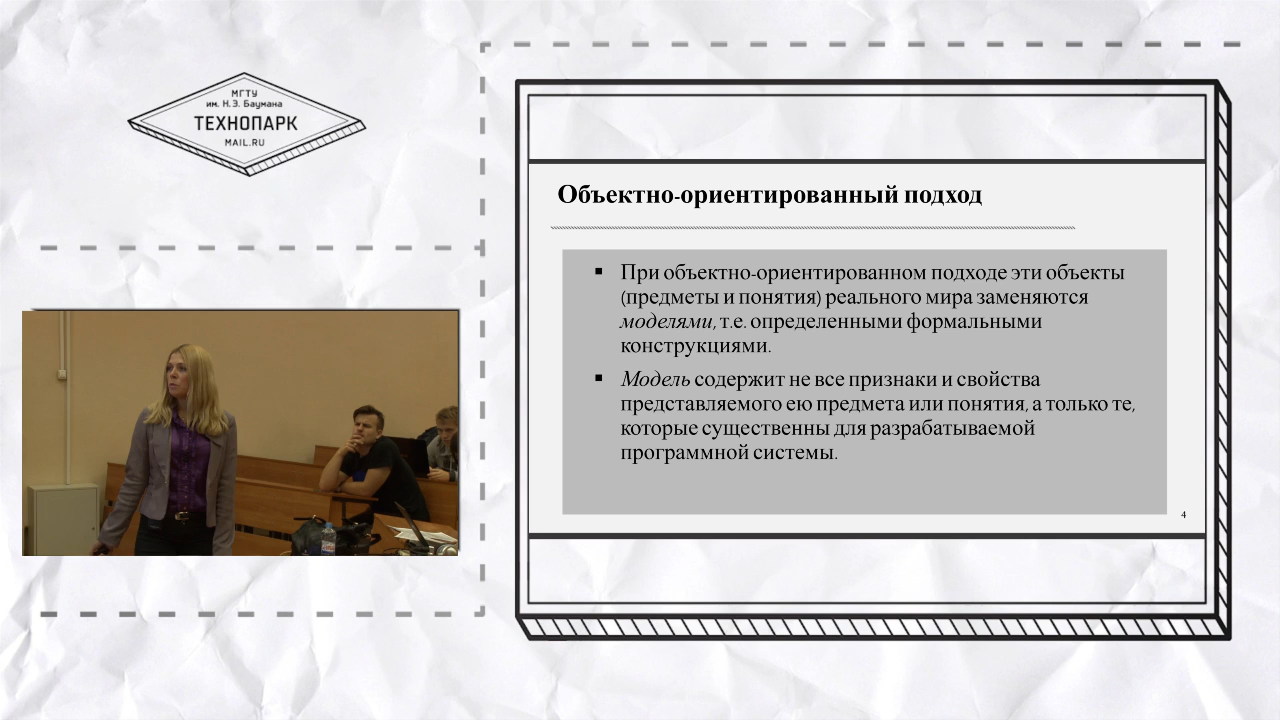 МГТУ
им. Н.Э. Баумана
ТЕХНОПАРК
MAIL.RU
Объектно-ориентированный подход
▪ При объектно-ориентированном подходе эти объекты
(предметы и понятия) реального мира заменяются
моделями, т.е. определенными формальными
конструкциями.
▪ Модель содержит не все признаки и свойства
представляемого ею предмета или понятия, а только те,
которые существенны для разрабатываемой
программной системы.
4